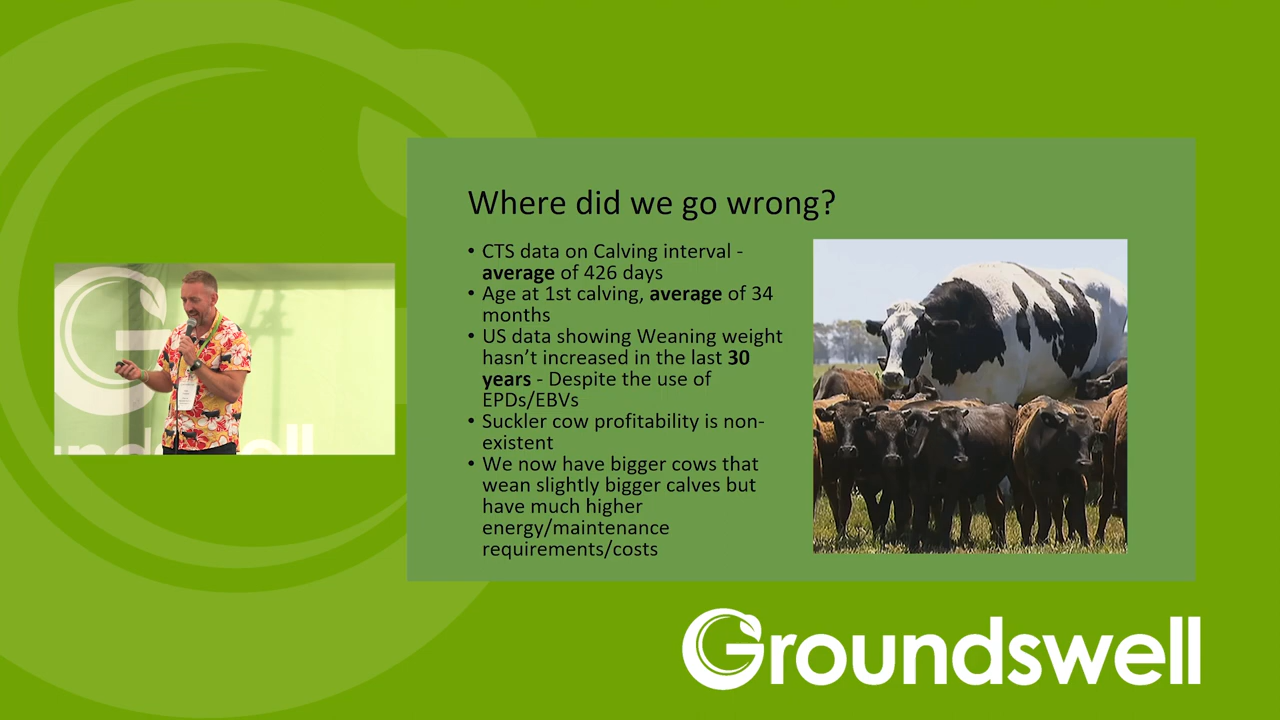 Where did we go wrong?
• CTS data on Calving interval -
average of 426 days
• Age at 1st calving, average of 34
months
• US data showing Weaning weight
hasn't increased in the last 30
years - Despite the use of
EPDs/EBVs
• Suckler cow profitability is non-
existent
• We now have bigger cows that
wean slightly bigger calves but
have much higher
energy/maintenance
requirements/costs
Groundswell